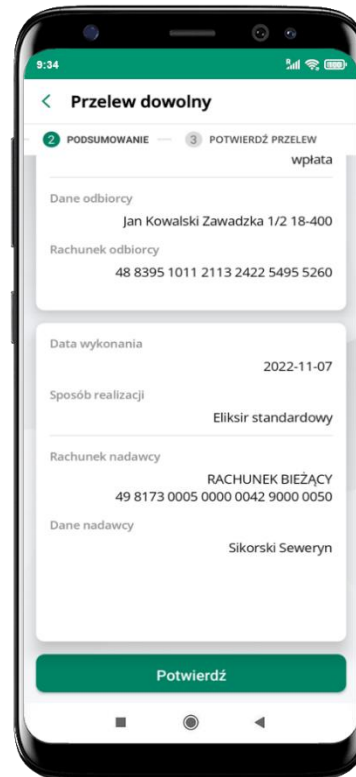 9:34
Przelew dowolny
2 PODSUMOWANIE 3 POTWIERDŹ PRZELEW
wpłata
Dane odbiorcy
Jan Kowalski Zawadzka 1/2 18-400
Rachunek odbiorcy
48 8395 1011 2113 2422 5495 5260
Data wykonania
2022-11-07
Sposób realizacji
Eliksir standardowy
Rachunek nadawcy
RACHUNEK BIEŻĄCY
49 8173 0005 0000 0042 9000 0050
Dane nadawcy
Sikorski Seweryn
Potwierdź